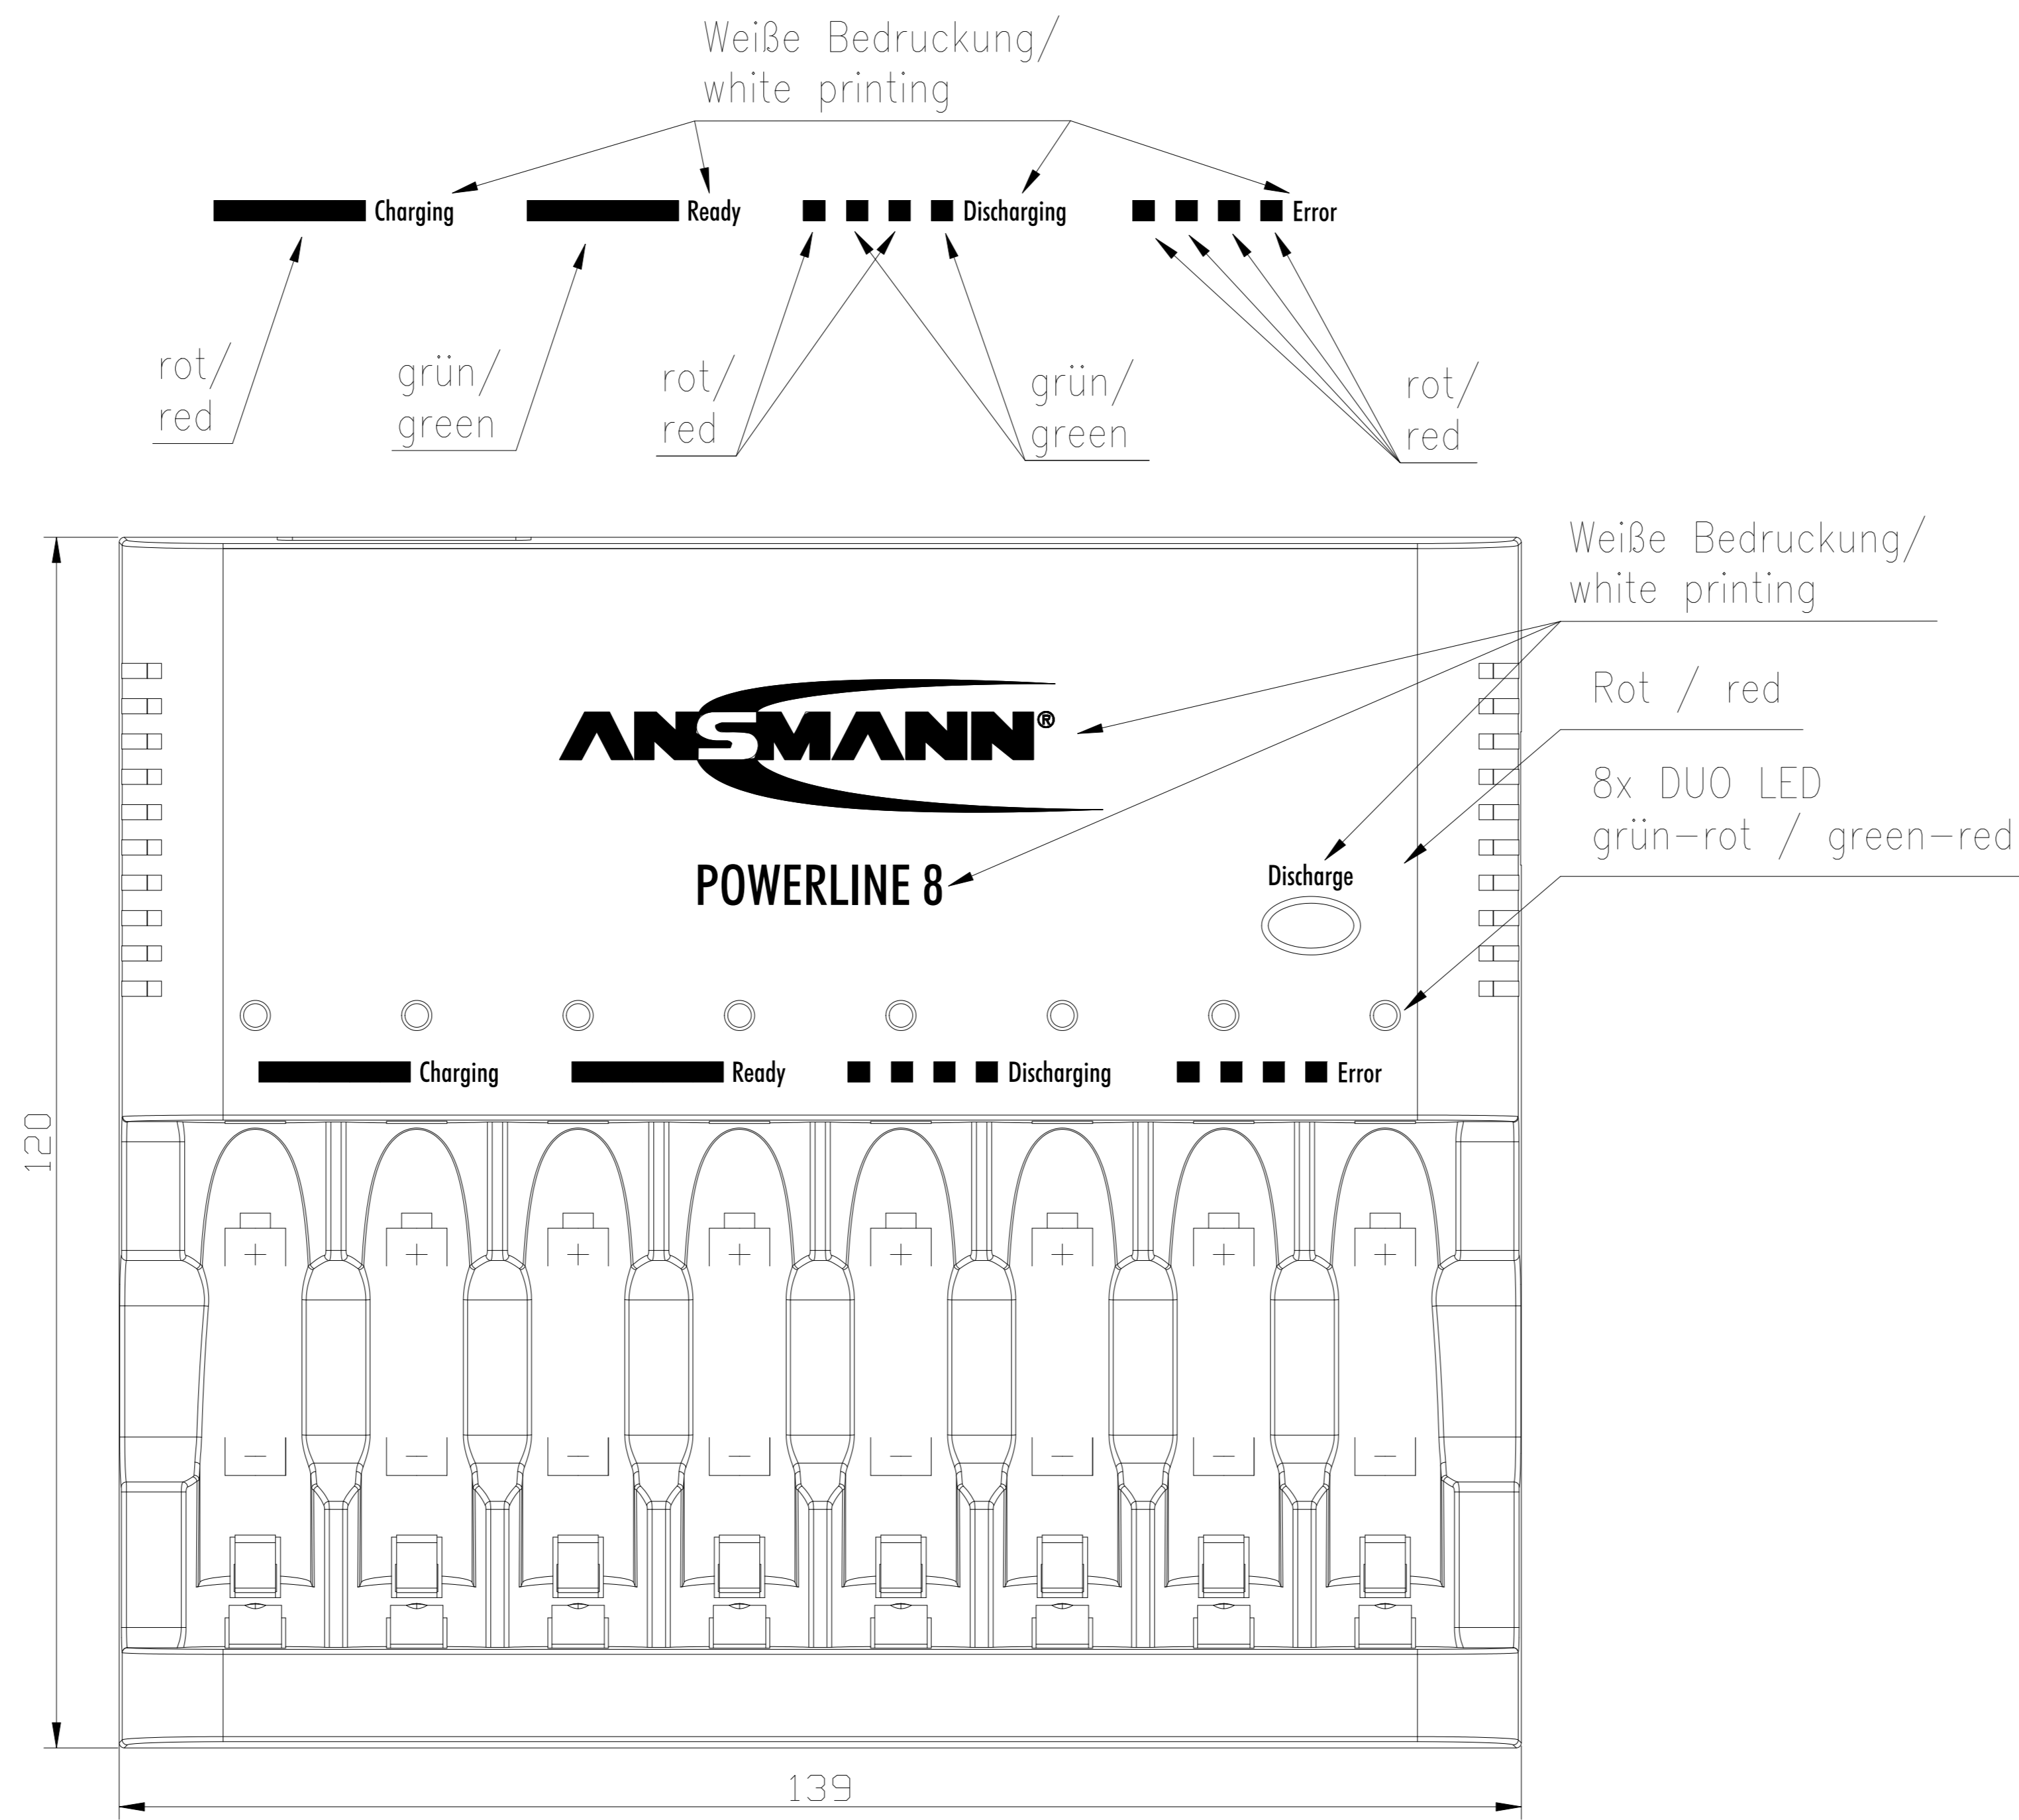 Weiße Bedruckung/
white printing
Charging
Ready
Discharging
Error
rot/
red
grün/
green
rot/
red
grün/
green
rot/
red
Weiße Bedruckung/
white printing
Rot / red
8x DUO LED
grün-rot / green-red
ANSMANN®
POWERLINE 8
Discharge
Charging
Ready
Discharging
Error
120
+ + + + + + + +
- - - - - - - -
139